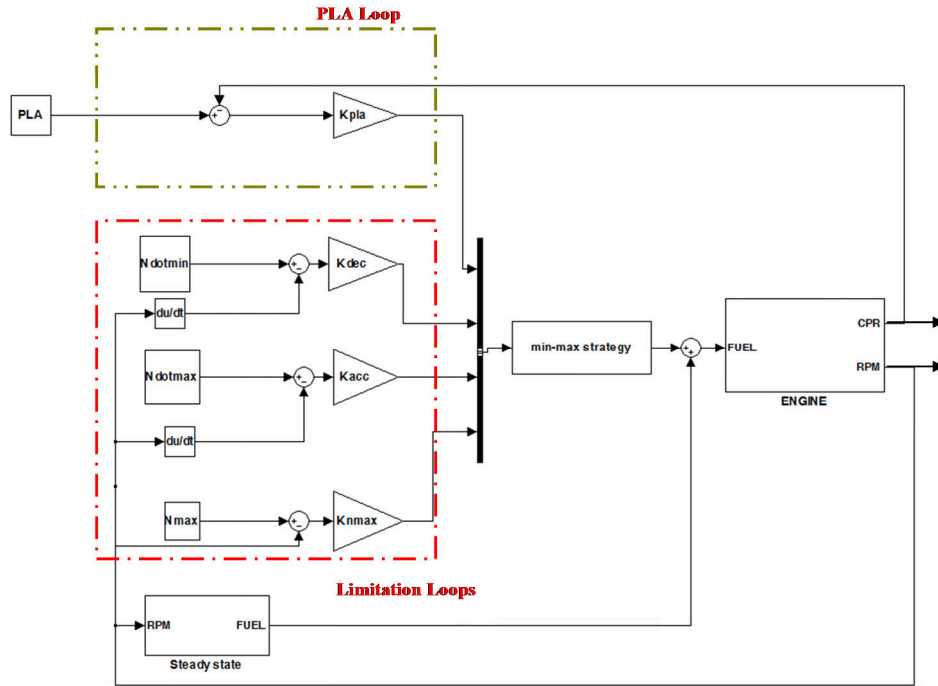 PLA Loop
PLA
+
−
Kpla
Ndotmin
+
−
Kdec
du/dt
Ndotmax
+
−
Kacc
du/dt
Nmax
+
−
Knmax
min-max strategy
+
+
FUEL
CPR
RPM
ENGINE
Limitation Loops
RPM
FUEL
Steady state